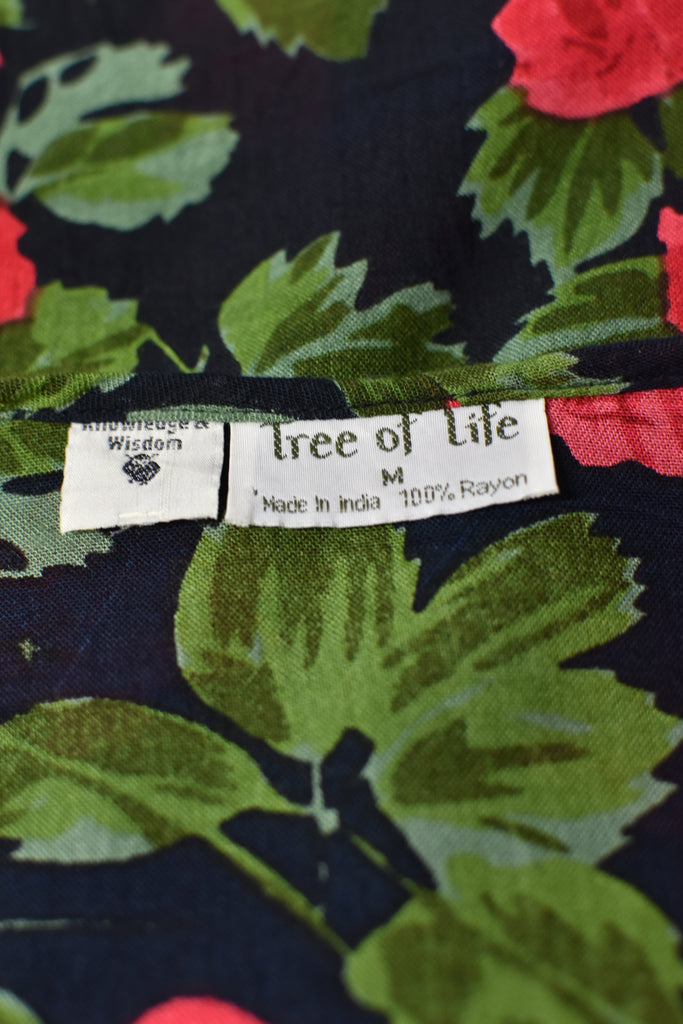 Knowledge &
Wisdom
Tree of Life
M
Made In india 100% Rayon